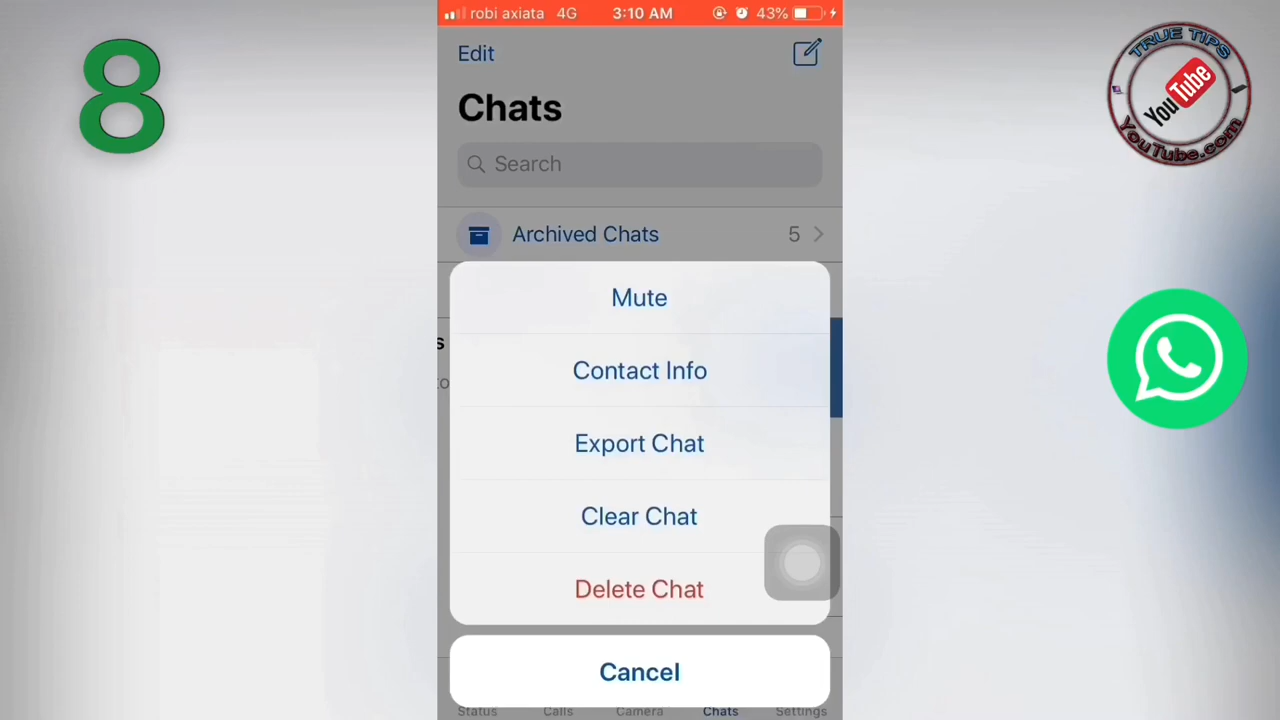 8
robi axiata 4G 3:10 AM 43%
Edit
Chats
Search
Archived Chats 5
s
to
Mute
Contact Info
Export Chat
Clear Chat
Delete Chat
Cancel
Status Calls Camera Chats Settings
TRUE TIPS
YouTube
YouTube.com